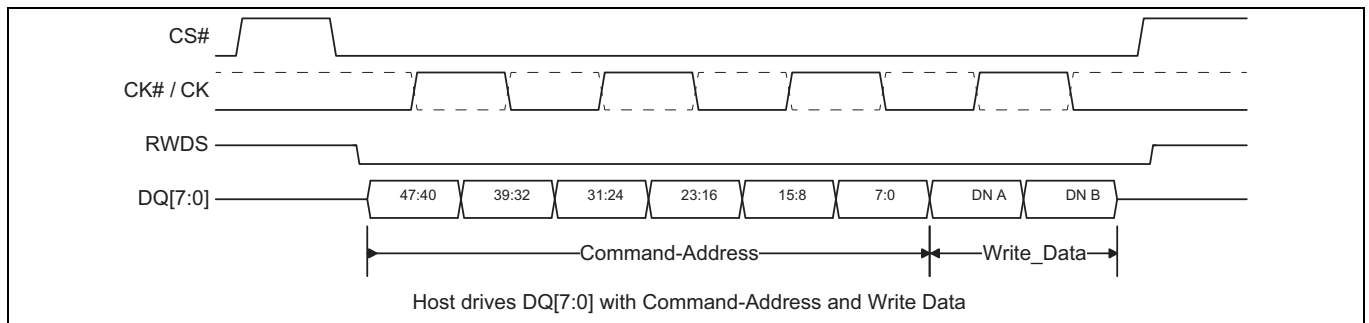 CS#
CK# / CK
RWDS
DQ[7:0] 47:40 39:32 31:24 23:16 15:8 7:0 DN A DN B
Command-Address Write_Data
Host drives DQ[7:0] with Command-Address and Write Data